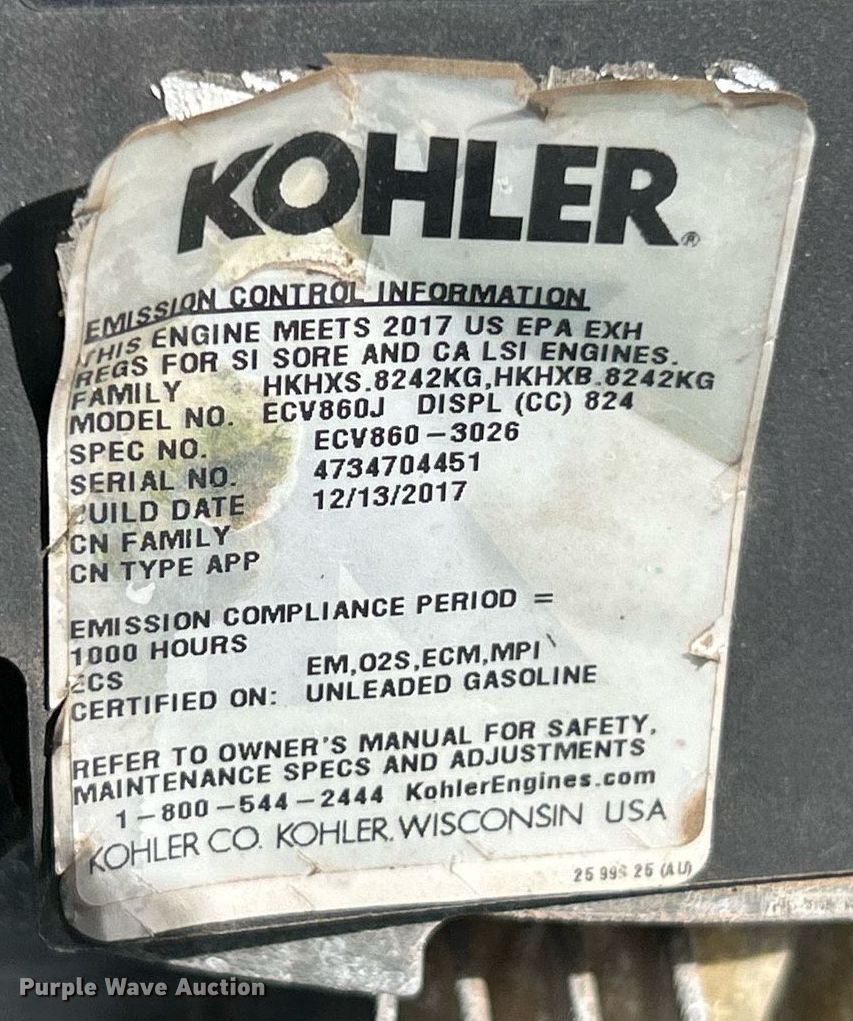 KOHLER®
EMISSION CONTROL INFORMATION
THIS ENGINE MEETS 2017 US EPA EXH
REGS FOR SI SORE AND CA LSI ENGINES.
FAMILY HKHXS.8242KG,HKHXB.8242KG
MODEL NO. ECV860J DISPL (CC) 824
SPEC NO. ECV860-3026
SERIAL NO. 4734704451
BUILD DATE 12/13/2017
CN FAMILY
CN TYPE APP
EMISSION COMPLIANCE PERIOD =
1000 HOURS
ECS EM,O2S,ECM,MPI
CERTIFIED ON: UNLEADED GASOLINE
REFER TO OWNER'S MANUAL FOR SAFETY,
MAINTENANCE SPECS AND ADJUSTMENTS
1-800-544-2444 KohlerEngines.com
KOHLER CO. KOHLER, WISCONSIN USA
25 99 25 (AU)
Purple Wave Auction